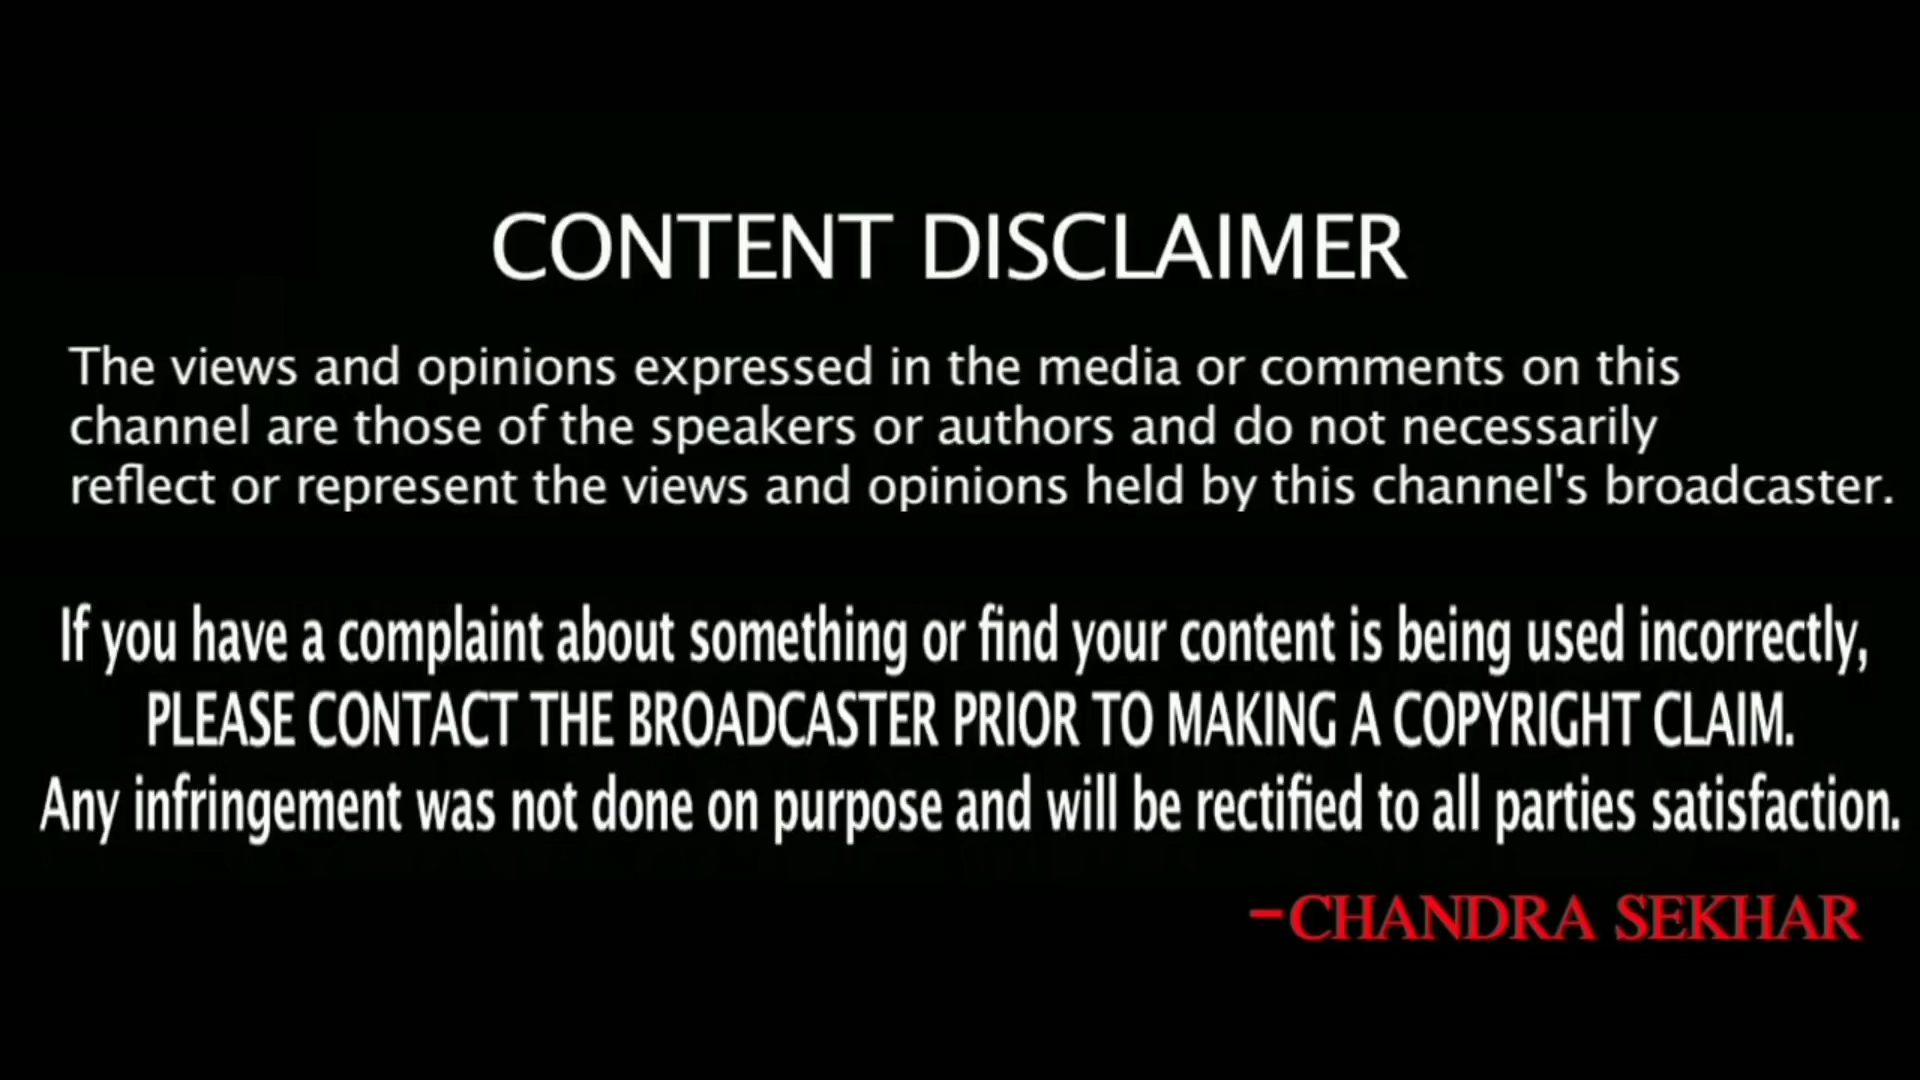 CONTENT DISCLAIMER
The views and opinions expressed in the media or comments on this
channel are those of the speakers or authors and do not necessarily
reflect or represent the views and opinions held by this channel's broadcaster.
If you have a complaint about something or find your content is being used incorrectly,
PLEASE CONTACT THE BROADCASTER PRIOR TO MAKING A COPYRIGHT CLAIM.
Any infringement was not done on purpose and will be rectified to all parties satisfaction.
-CHANDRA SEKHAR